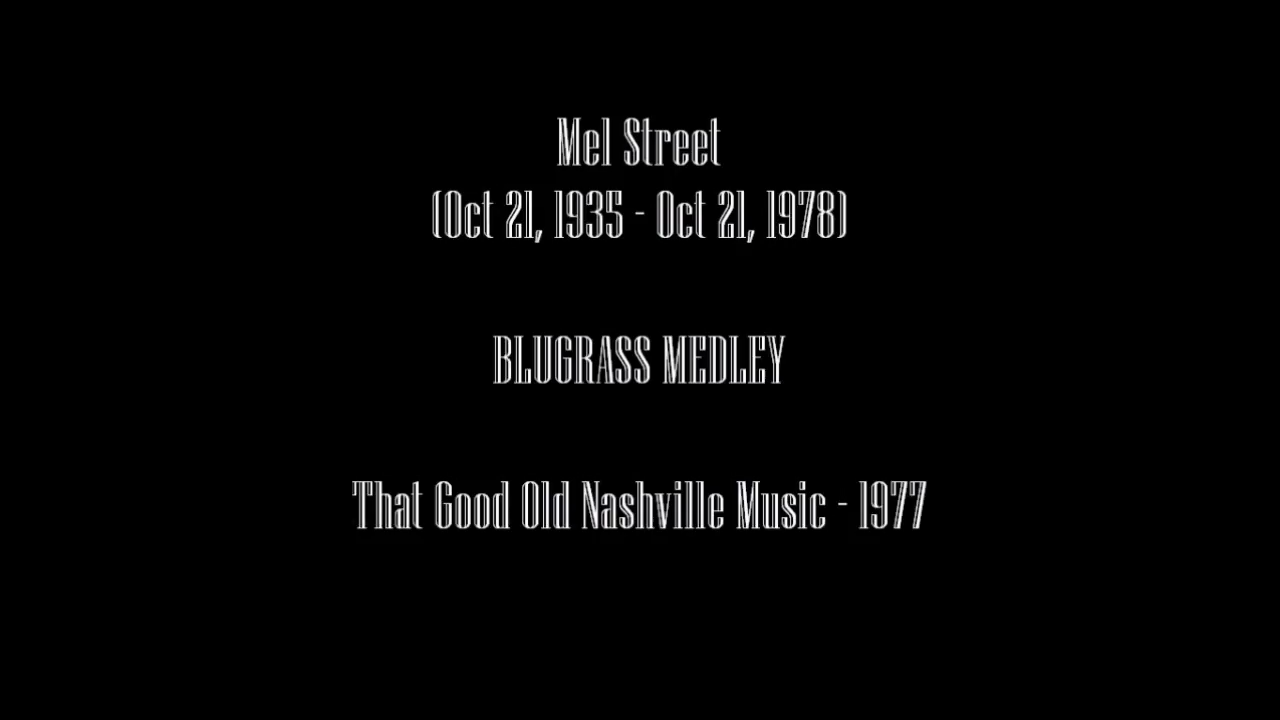 Mel Street
(Oct 21, 1935 - Oct 21, 1978)
BLUGRASS MEDLEY
That Good Old Nashville Music - 1977